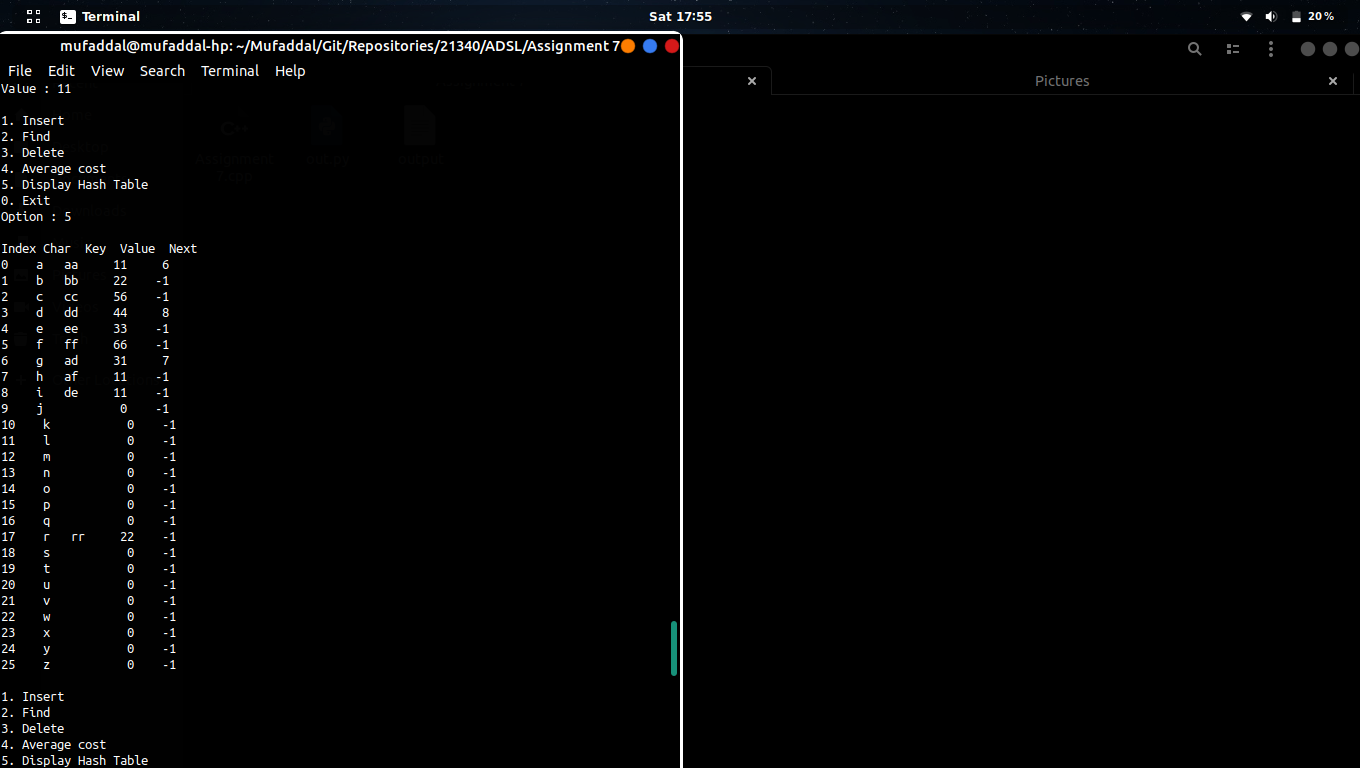 Terminal
Sat 17:55
20%
mufaddal@mufaddal-hp: ~/Mufaddal/Git/Repositories/21340/ADSL/Assignment 7
File Edit View Search Terminal Help
Pictures
Value : 11
1. Insert
2. Find
3. Delete
4. Average cost
5. Display Hash Table
0. Exit
Option : 5
Index Char Key Value Next
0 a aa 11 6
1 b bb 22 -1
2 c cc 56 -1
3 d dd 44 8
4 e ee 33 -1
5 f ff 66 -1
6 g ad 31 7
7 h af 11 -1
8 i de 11 -1
9 j 0 -1
10 k 0 -1
11 l 0 -1
12 m 0 -1
13 n 0 -1
14 o 0 -1
15 p 0 -1
16 q 0 -1
17 r rr 22 -1
18 s 0 -1
19 t 0 -1
20 u 0 -1
21 v 0 -1
22 w 0 -1
23 x 0 -1
24 y 0 -1
25 z 0 -1
1. Insert
2. Find
3. Delete
4. Average cost
5. Display Hash Table